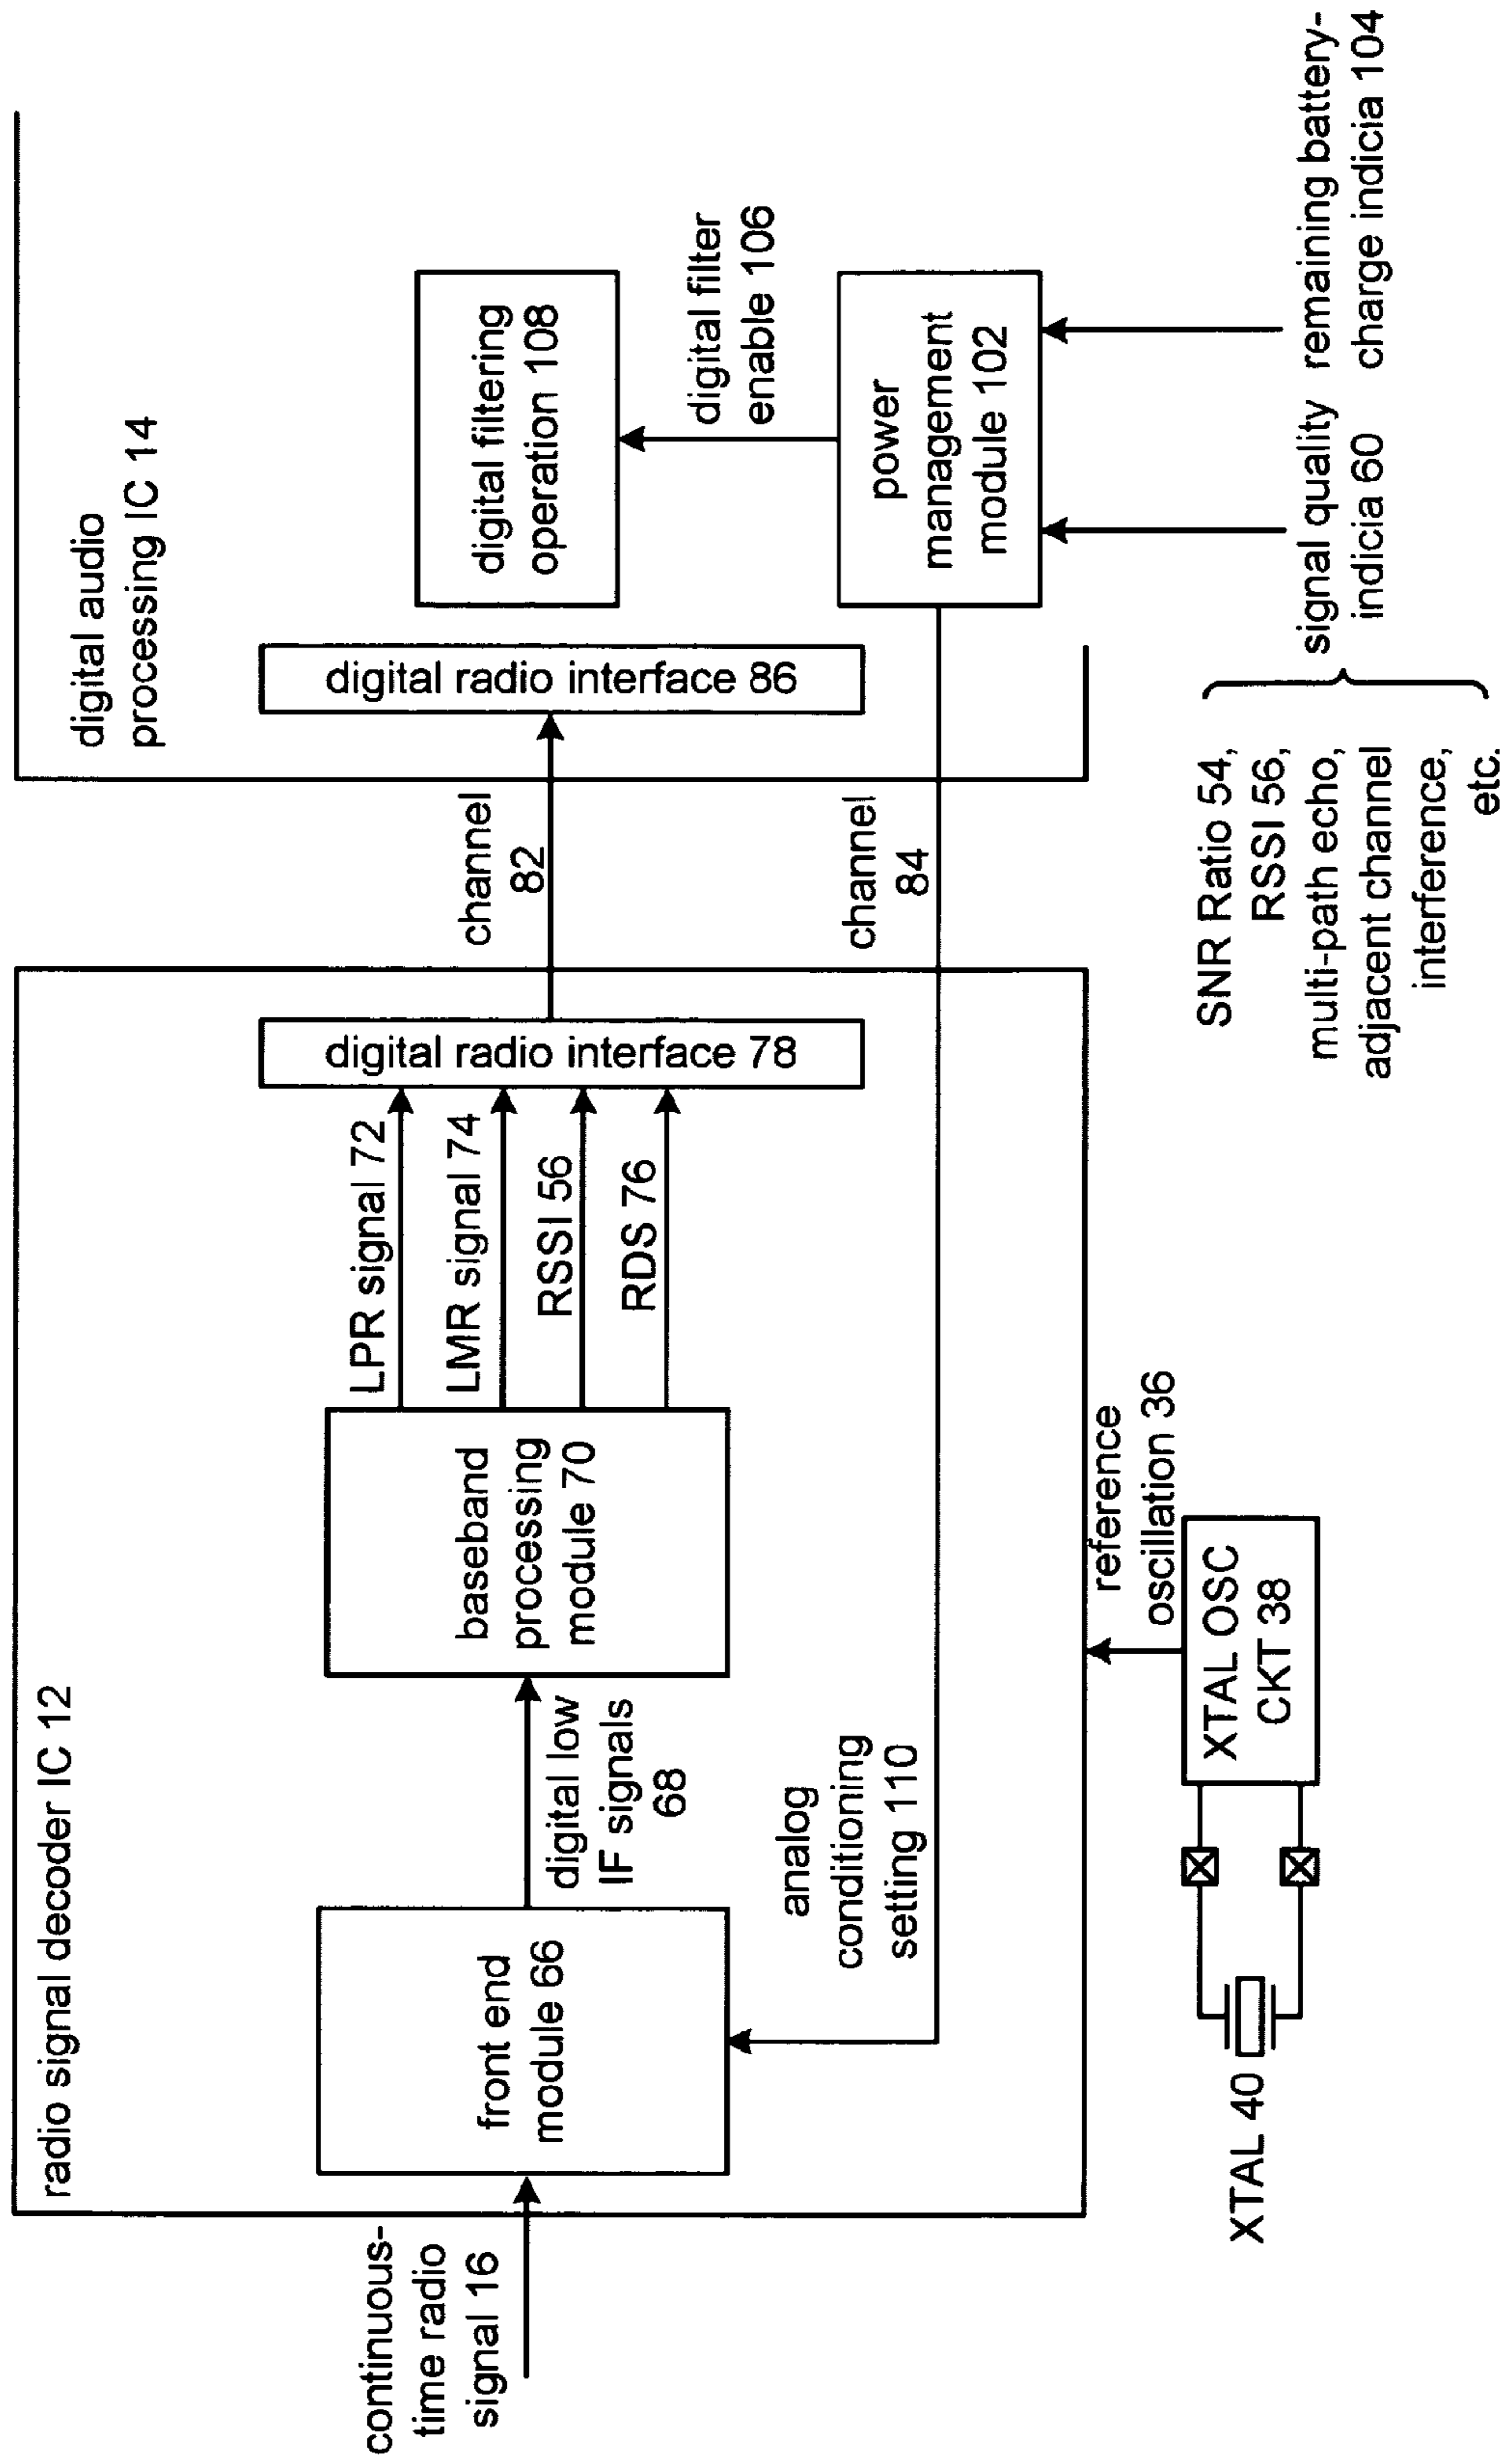 radio signal decoder IC 12
continuous-
time radio
signal 16
front end
module 66
digital low
IF signals
68
baseband
processing
module 70
LPR signal 72
LMR signal 74
RSSI 56
RDS 76
digital radio interface 78
analog
conditioning
setting 110
channel
82
channel
84
digital audio
processing IC 14
digital radio interface 86
digital filtering
operation 108
digital filter
enable 106
power
management
module 102
XTAL 40
XTAL OSC
CKT 38
reference
oscillation 36
SNR Ratio 54,
RSSI 56,
multi-path echo,
adjacent channel
interference,
etc.
signal quality
indicia 60
remaining battery-
charge indicia 104